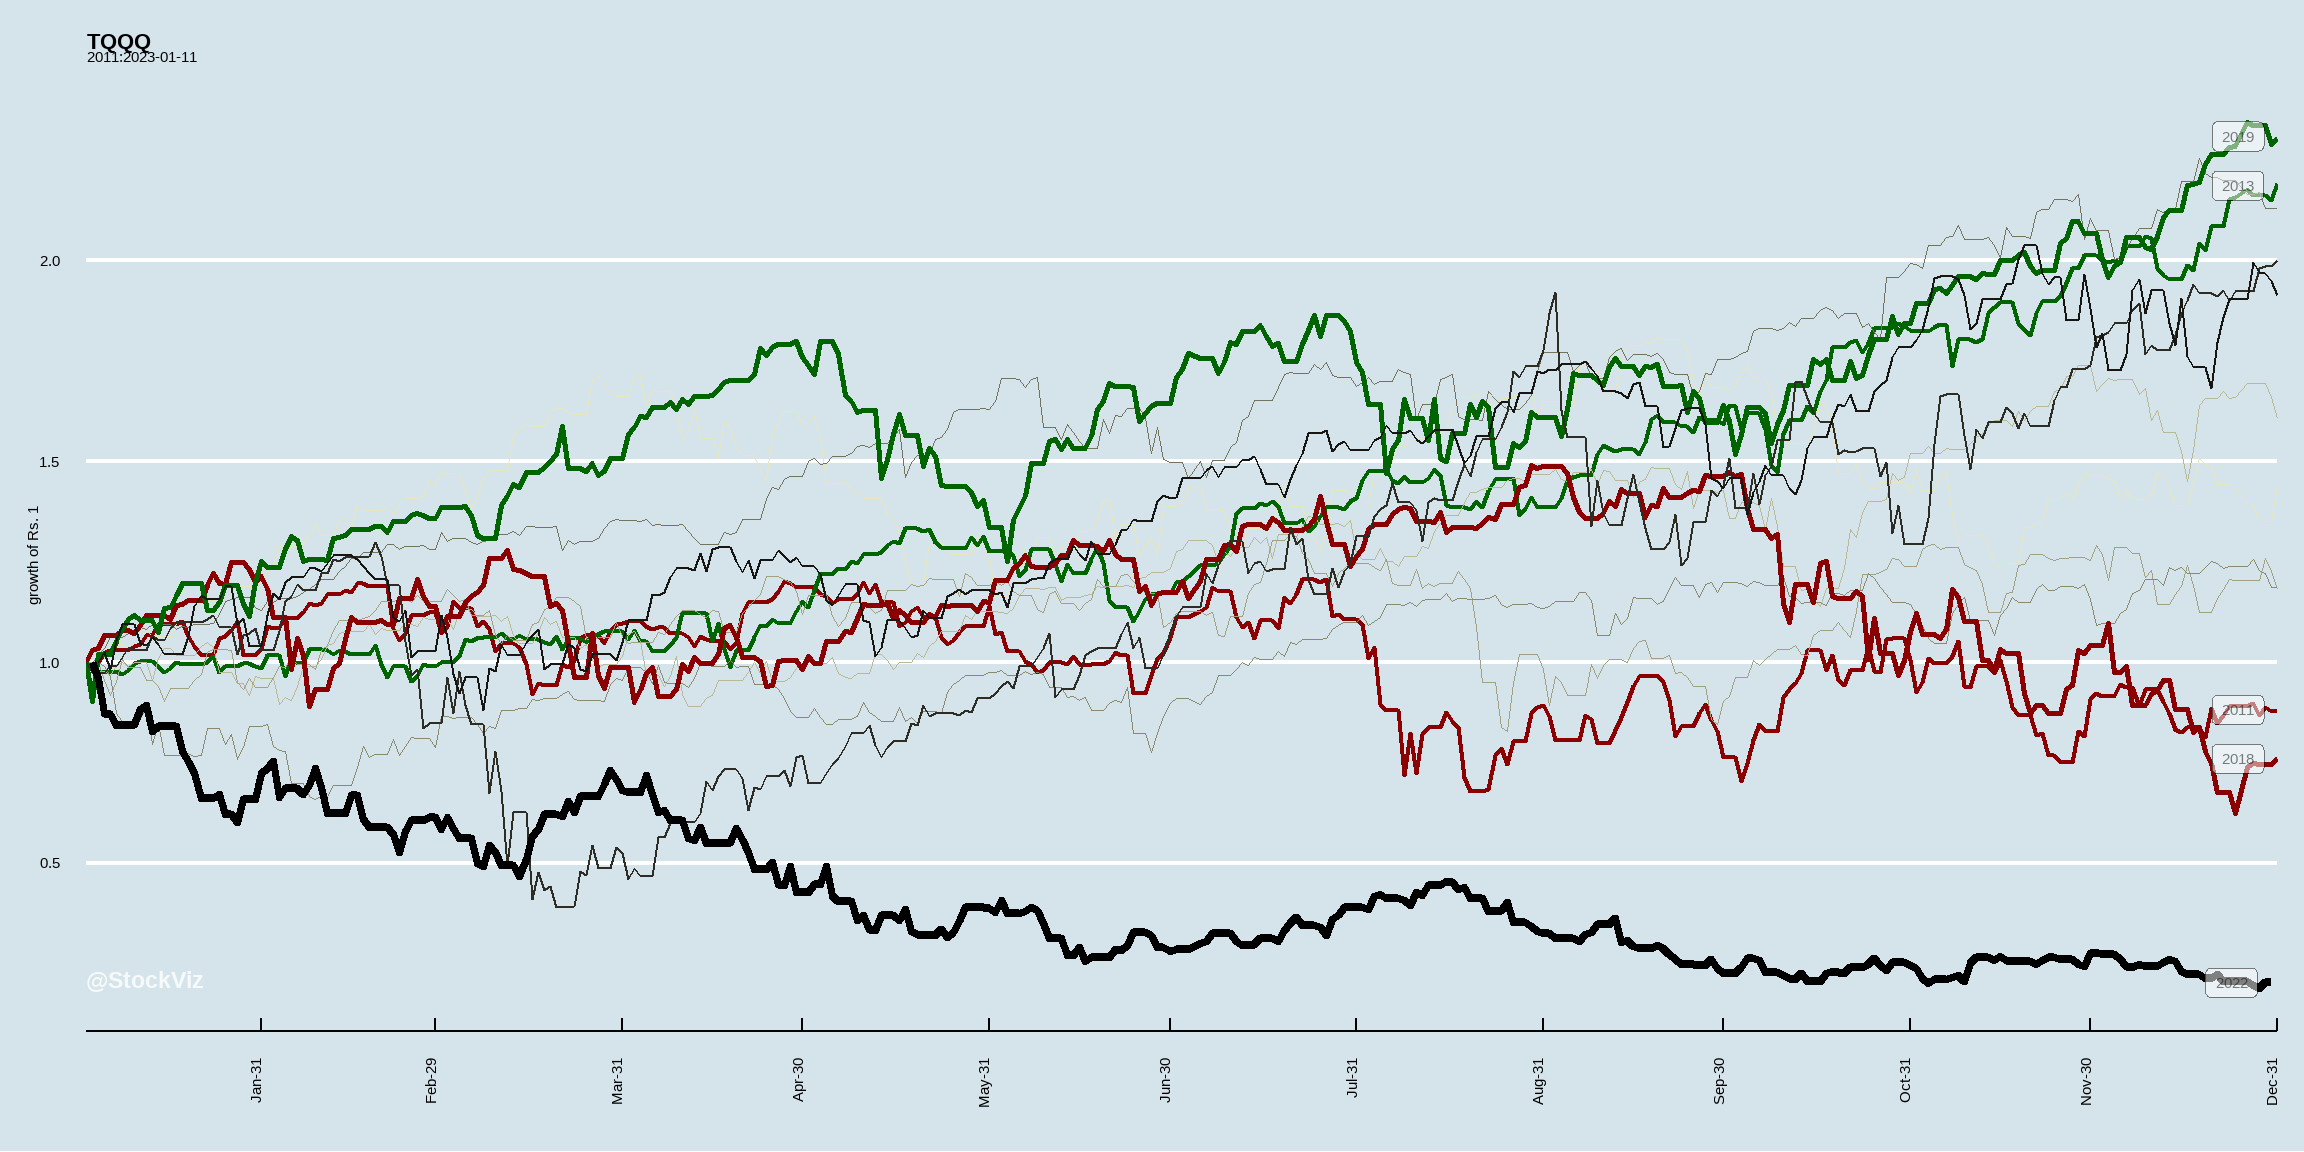 TQQQ
2011:2023-01-11
2019
2013
2.0
1.5
growth of Rs. 1
1.0
2011
2018
0.5
@StockViz
2022
Jan-31
Feb-29
Mar-31
Apr-30
May-31
Jun-30
Jul-31
Aug-31
Sep-30
Oct-31
Nov-30
Dec-31